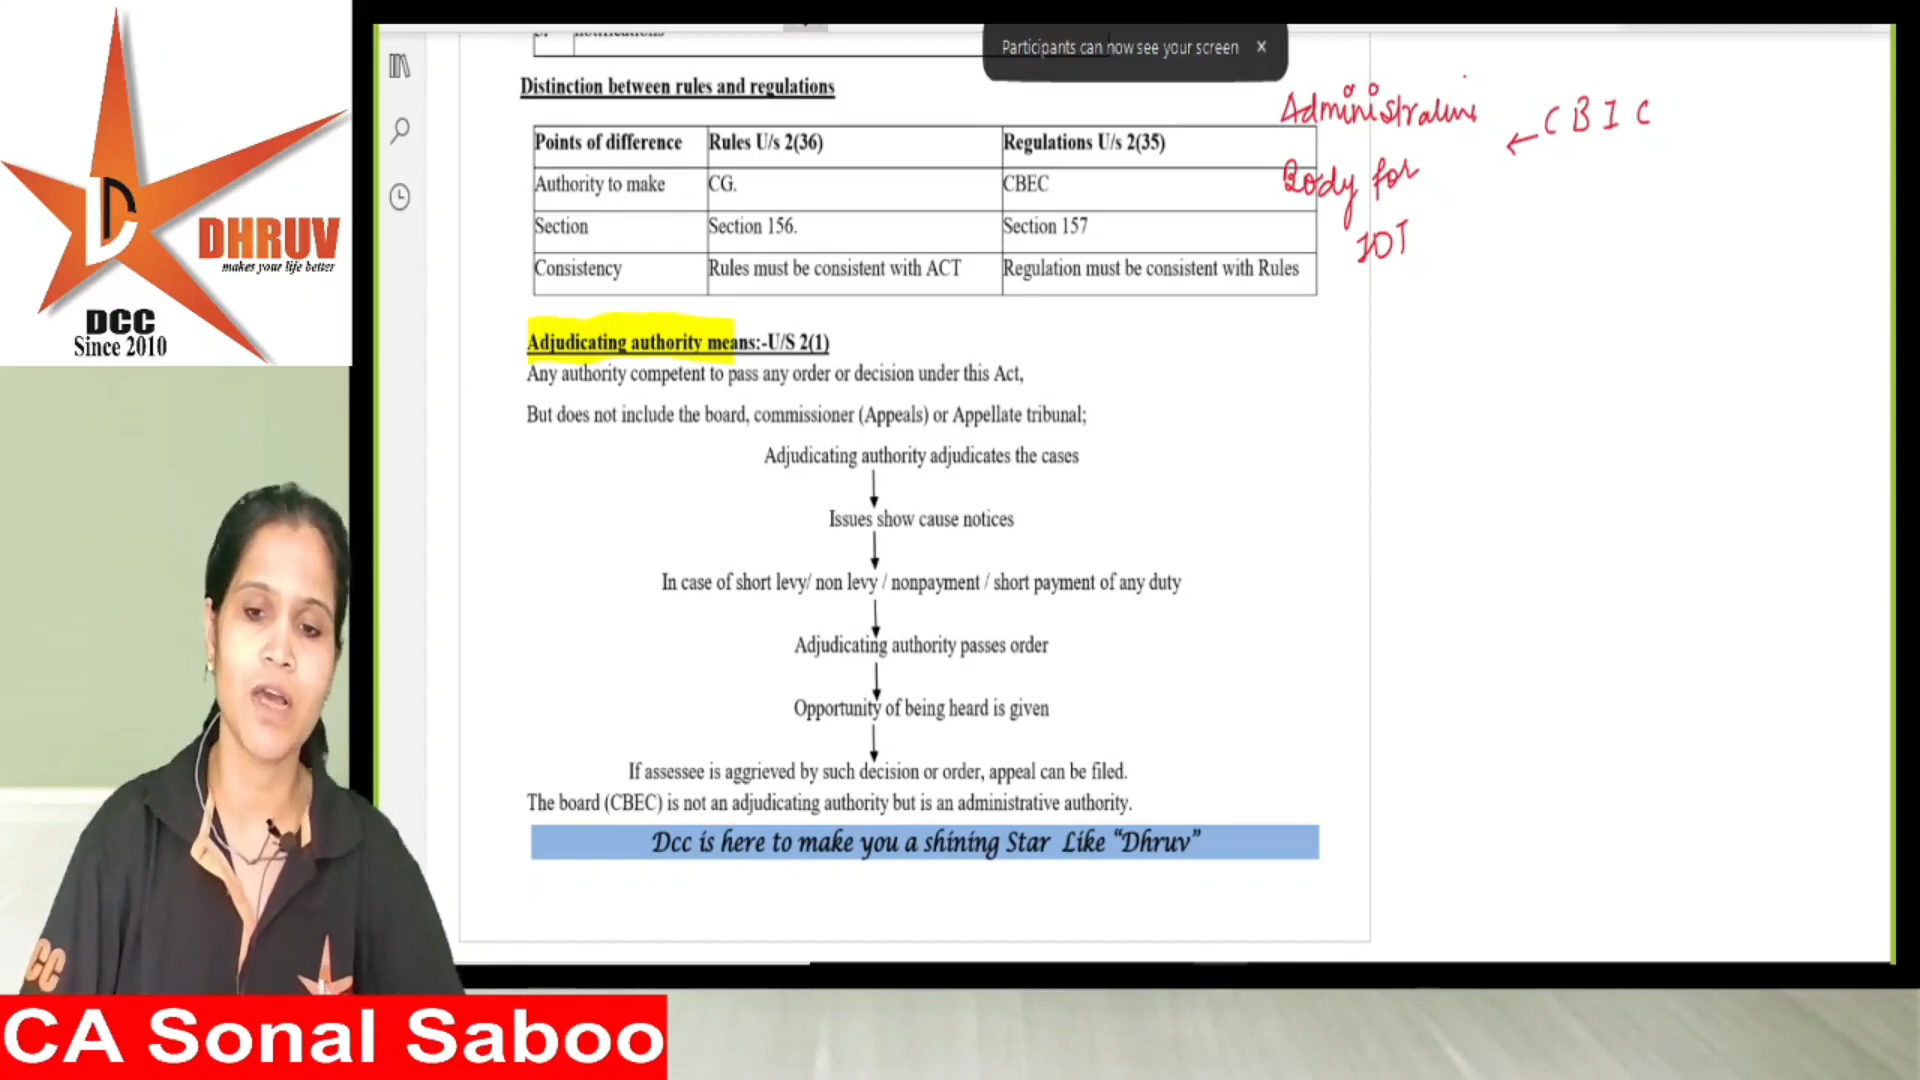 Participants can now see your screen
notifications
Distinction between rules and regulations
Points of difference
Rules U/s 2(36)
Regulations U/s 2(35)
Authority to make
CG.
CBEC
Section
Section 156.
Section 157
Consistency
Rules must be consistent with ACT
Regulation must be consistent with Rules
Administrative
← CBIC
Body for
IDT
Adjudicating authority means:-U/S 2(1)
Any authority competent to pass any order or decision under this Act,
But does not include the board, commissioner (Appeals) or Appellate tribunal;
Adjudicating authority adjudicates the cases
Issues show cause notices
In case of short levy/ non levy / nonpayment / short payment of any duty
Adjudicating authority passes order
Opportunity of being heard is given
If assessee is aggrieved by such decision or order, appeal can be filed.
The board (CBEC) is not an adjudicating authority but is an administrative authority.
Dcc is here to make you a shining Star Like “Dhruv”
DHRUV
makes your life better
DCC
Since 2010
CA Sonal Saboo